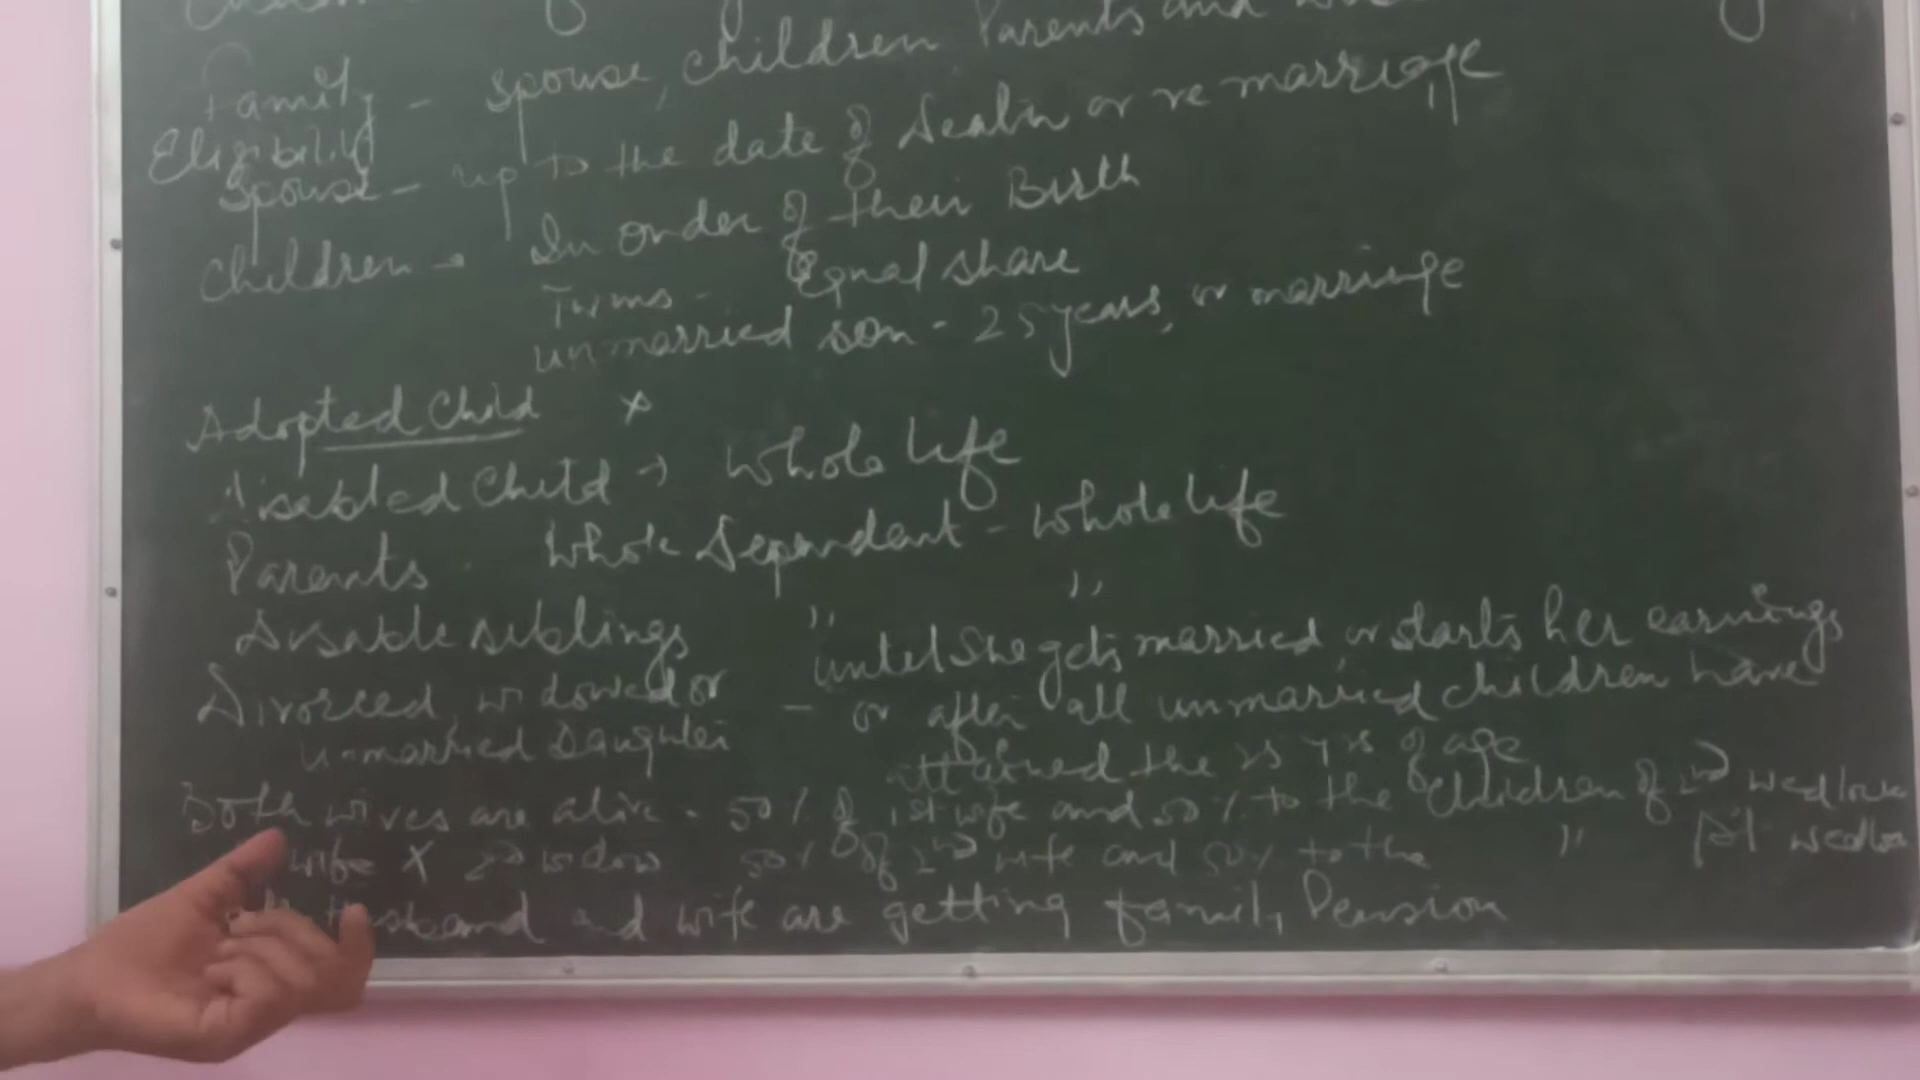 Family - spouse, children Parents and
Eligibility
Spouse - up to the date of Death or re marriage
Children - In order of their Birth
Twins - Equal share
unmarried son - 25 years, or marriage
Adopted Child ×
Disabled Child → Whole life
Parents - Whole Dependant - whole life
Disable siblings " "
Divorced, widowed or - until She gets married, or starts her earnings
unmarried Daughter or after all unmarried children have
attained the 25 yrs of age
Both wives are alive - 50% of 1st wife and 50% to the Children of 2nd wedlock
wife × 2nd widow 50% of 2nd wife and 50% to the " 1st wedlock
Husband and wife are getting family Pension